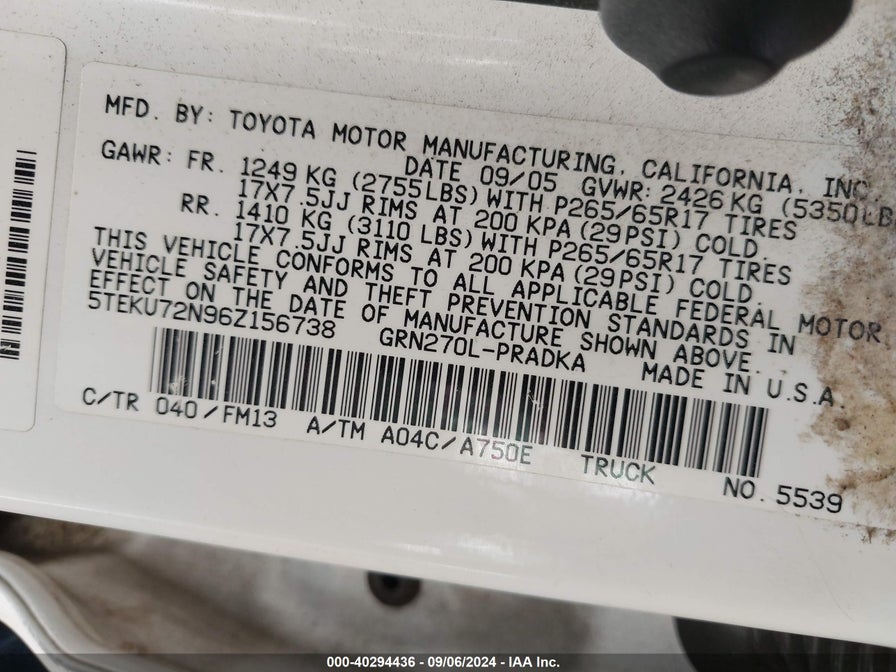 MFD. BY: TOYOTA MOTOR MANUFACTURING, CALIFORNIA, INC.
DATE 09/05 GVWR: 2426 KG (5350LB
GAWR: FR. 1249 KG (2755LBS) WITH P265/65R17 TIRES
17X7.5JJ RIMS AT 200 KPA (29PSI) COLD.
RR. 1410 KG (3110 LBS) WITH P265/65R17 TIRES
17X7.5JJ RIMS AT 200 KPA (29PSI) COLD.
THIS VEHICLE CONFORMS TO ALL APPLICABLE FEDERAL MOTOR
VEHICLE SAFETY AND THEFT PREVENTION STANDARDS IN
EFFECT ON THE DATE OF MANUFACTURE SHOWN ABOVE.
5TEKU72N96Z156738 GRN270L-PRADKA MADE IN U.S.A.
C/TR 040/FM13 A/TM A04C/A750E TRUCK NO. 5539
000-40294436 - 09/06/2024 - IAA Inc.